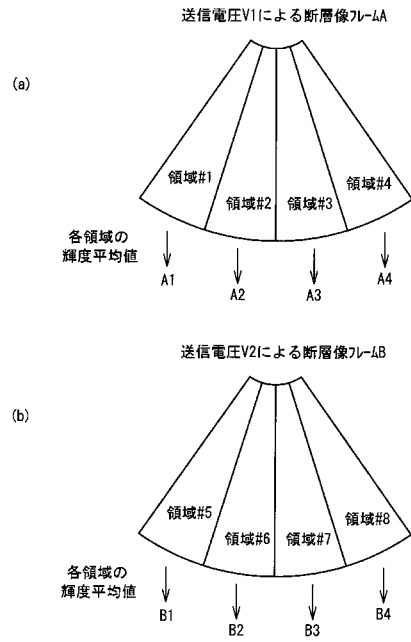 送信電圧V1による断層像フレームA
(a)
領域#1
領域#2
領域#3
領域#4
各領域の
輝度平均値
A1
A2
A3
A4
送信電圧V2による断層像フレームB
(b)
領域#5
領域#6
領域#7
領域#8
各領域の
輝度平均値
B1
B2
B3
B4